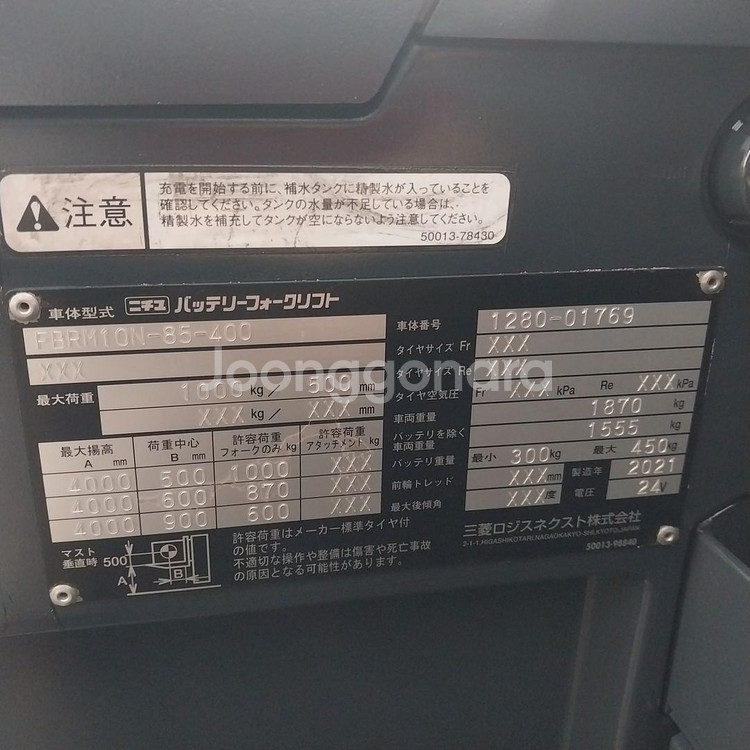 注意
充電を開始する前に、補水タンクに精製水が入っていることを
確認してください。タンクの水量が不足している場合は、
精製水を補充してタンクが空にならないよう注意してください。
50013-78430
車体型式 ニチユ バッテリーフォークリフト
FBRM10N-85-400
XXX
最大荷重 1000 kg / 500 mm
XXX kg / XXX mm
最大揚高 A mm 荷重中心 B mm 許容荷重 フォークのみ kg 許容荷重 アタッチメント kg
4000 500 1000 XXX
4000 600 870 XXX
4000 900 600 XXX
マスト垂直時 500 A B
許容荷重はメーカー標準タイヤ付
の値です。
不適切な操作や整備は傷害や死亡事故
の原因となる可能性があります。
車体番号 1280-01769
タイヤサイズ Fr XXX
タイヤサイズ Re XXX
タイヤ空気圧 Fr XXX kPa Re XXX kPa
車両重量 1870 kg
バッテリを除く車両重量 1555 kg
バッテリ重量 最小 300 kg 最大 450 kg
前輪トレッド XXX mm 製造年 2021
最大後傾角 XXX 度 電圧 24 V
三菱ロジスネクスト株式会社
2-1-1, HIGASHIKOTARI, NAGAOKAKYO-SHI, KYOTO, JAPAN
50013-98840
loonggonara